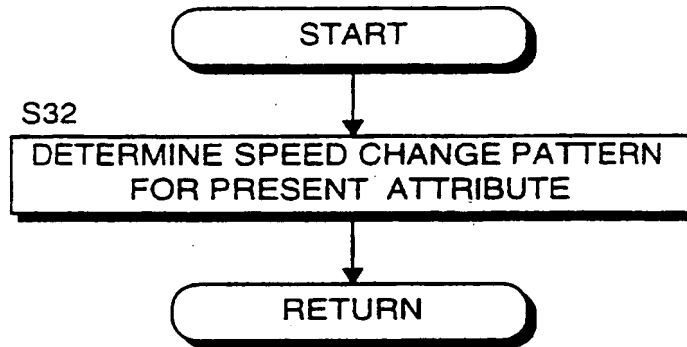 START
S32
DETERMINE SPEED CHANGE PATTERN
FOR PRESENT ATTRIBUTE
RETURN